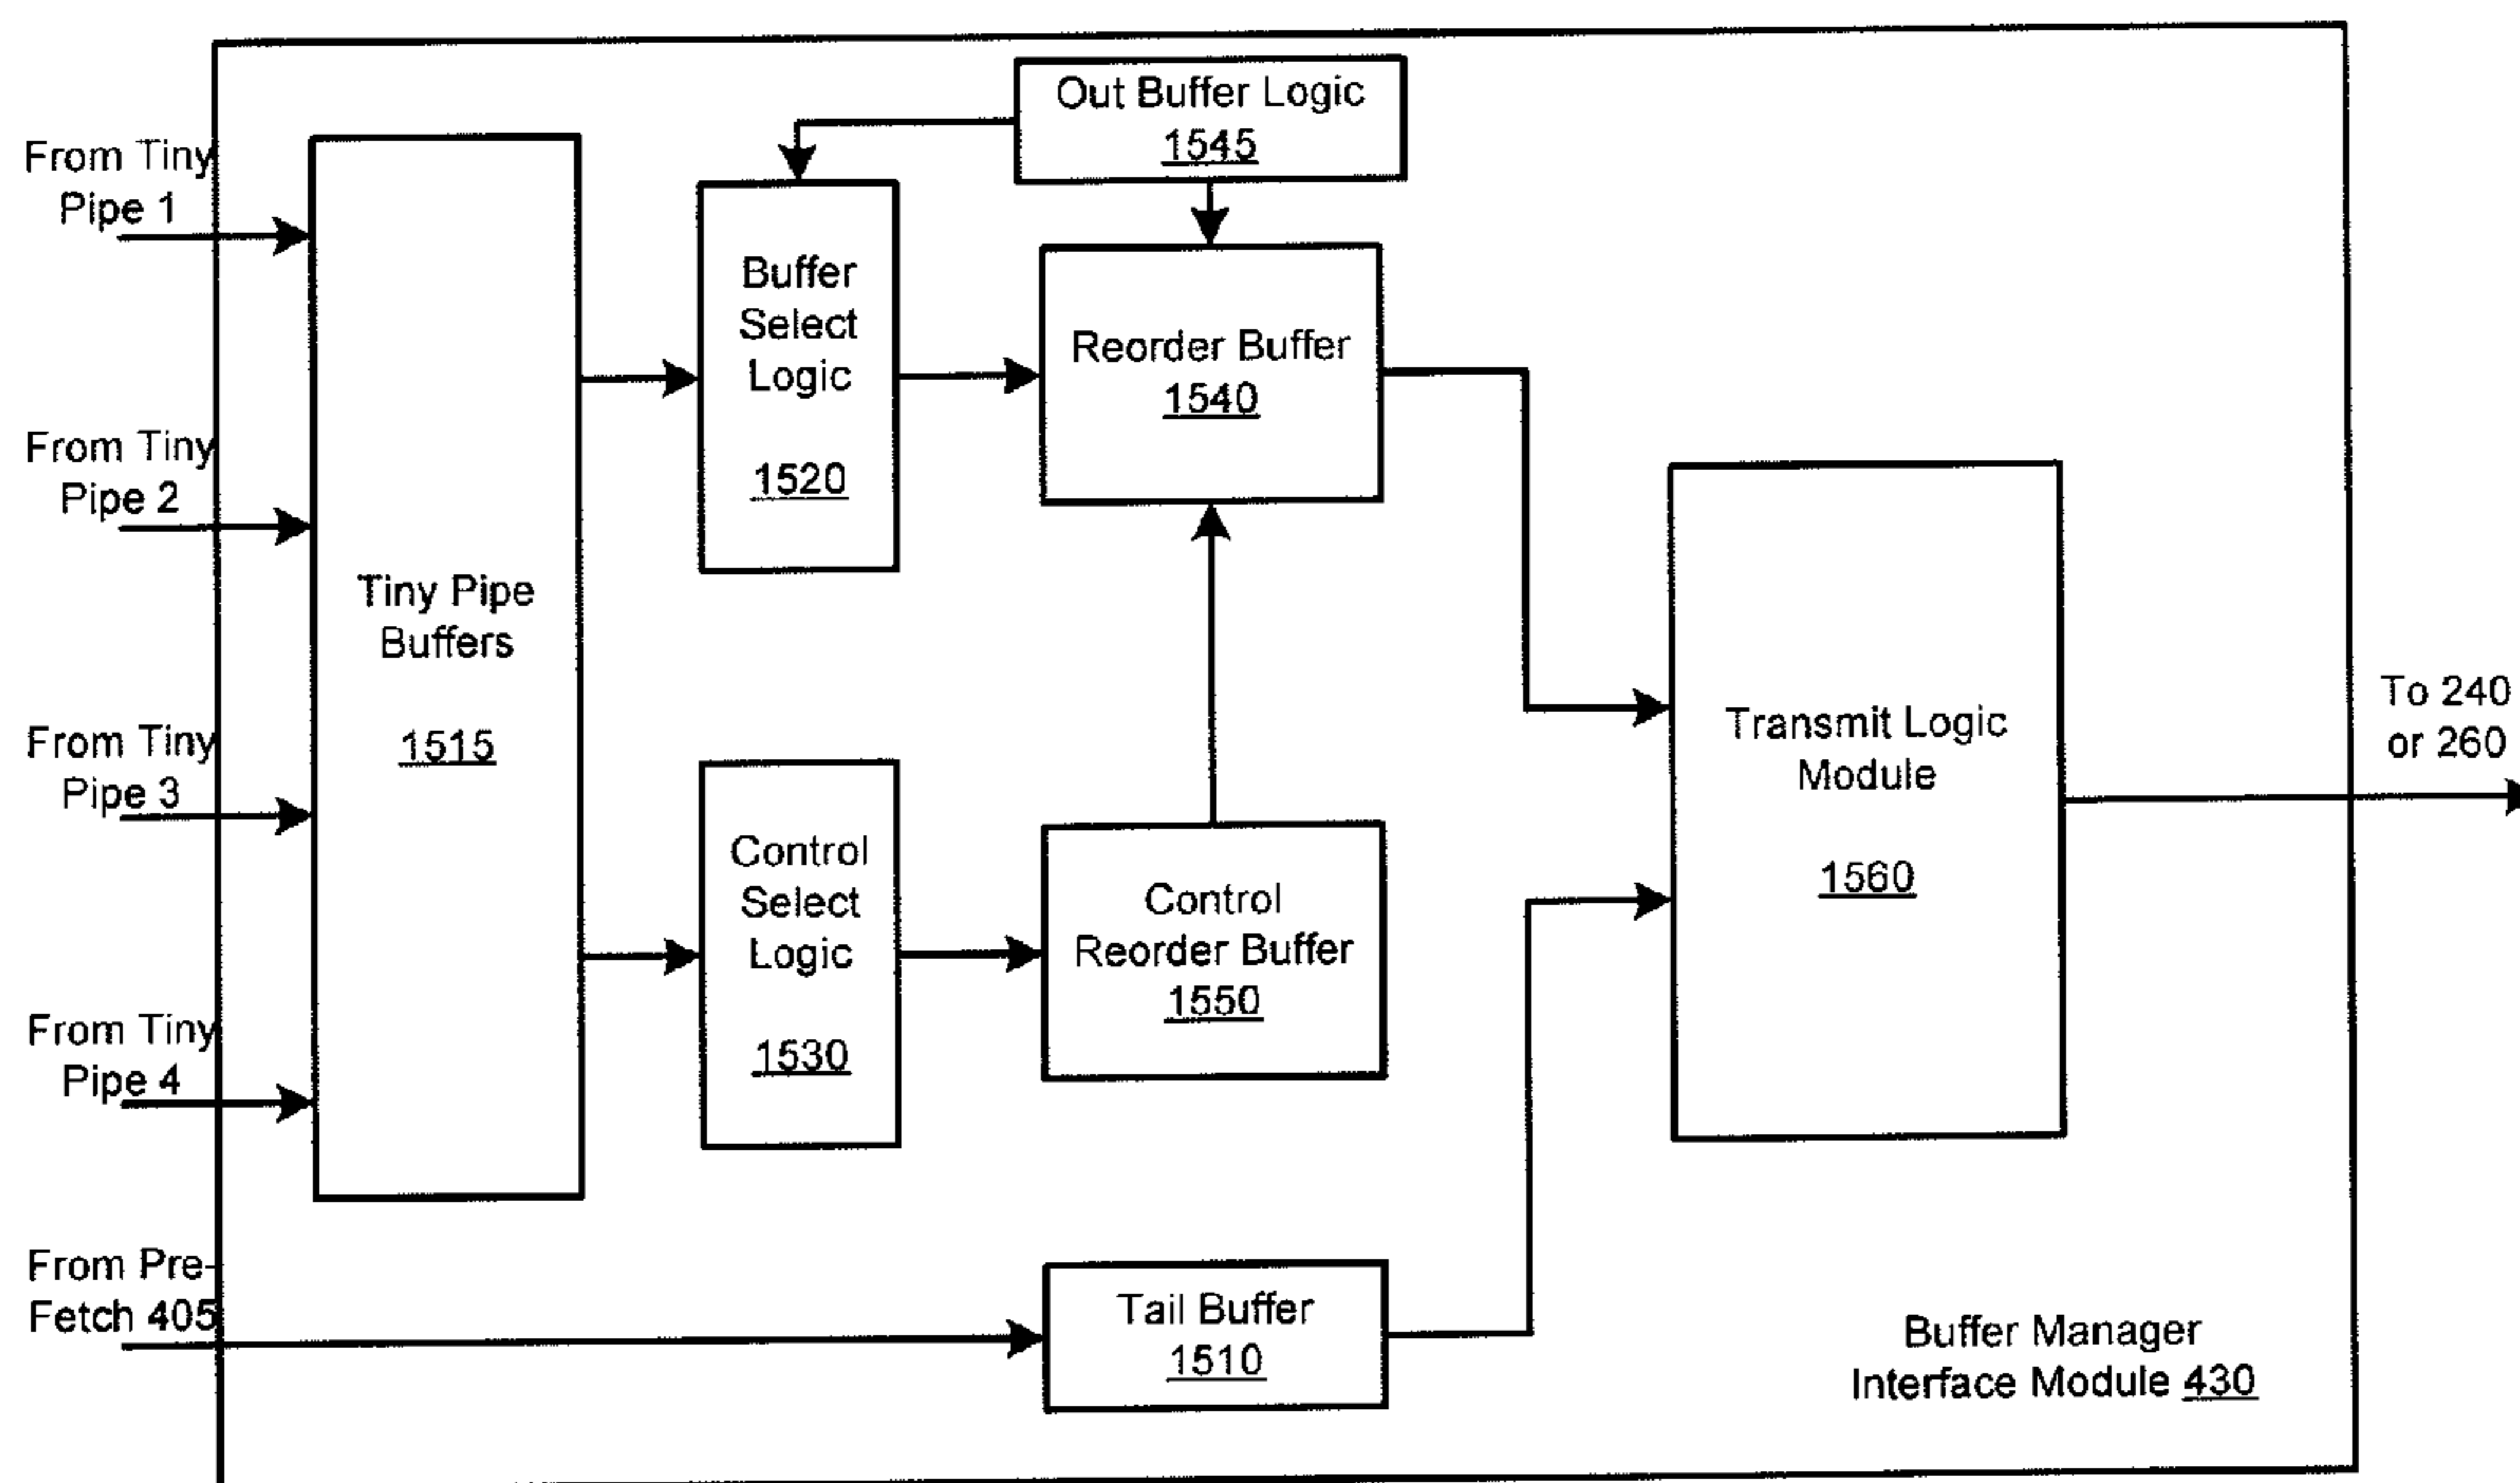 Out Buffer Logic
1545
From Tiny
Pipe 1
Buffer
Select
Logic
1520
Reorder Buffer
1540
From Tiny
Pipe 2
Tiny Pipe
Buffers
1515
From Tiny
Pipe 3
Control
Select
Logic
1530
Control
Reorder Buffer
1550
Transmit Logic
Module
1560
To 240
or 260
From Tiny
Pipe 4
From Pre-
Fetch 405
Tail Buffer
1510
Buffer Manager
Interface Module 430